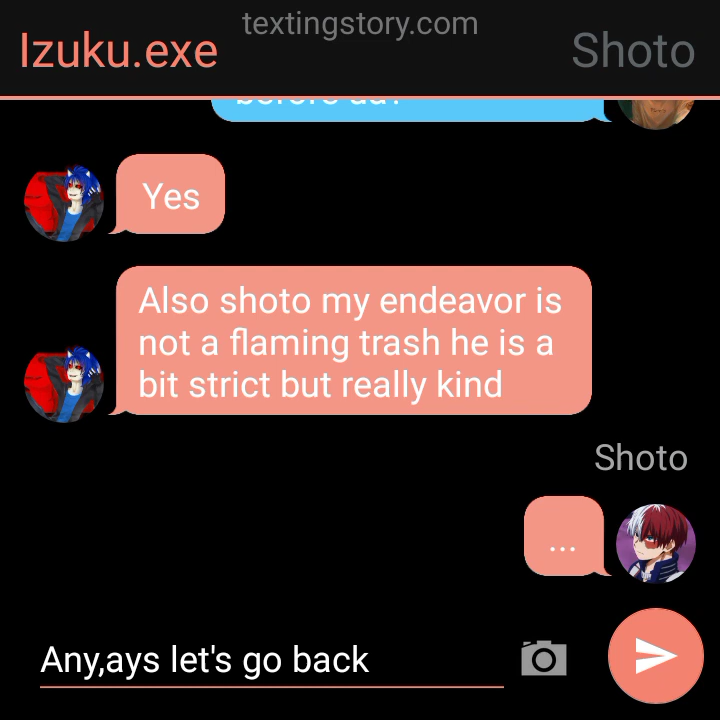 textingstory.com
Izuku.exe
Shoto
Yes
Also shoto my endeavor is
not a flaming trash he is a
bit strict but really kind
Shoto
...
Any,ays let's go back